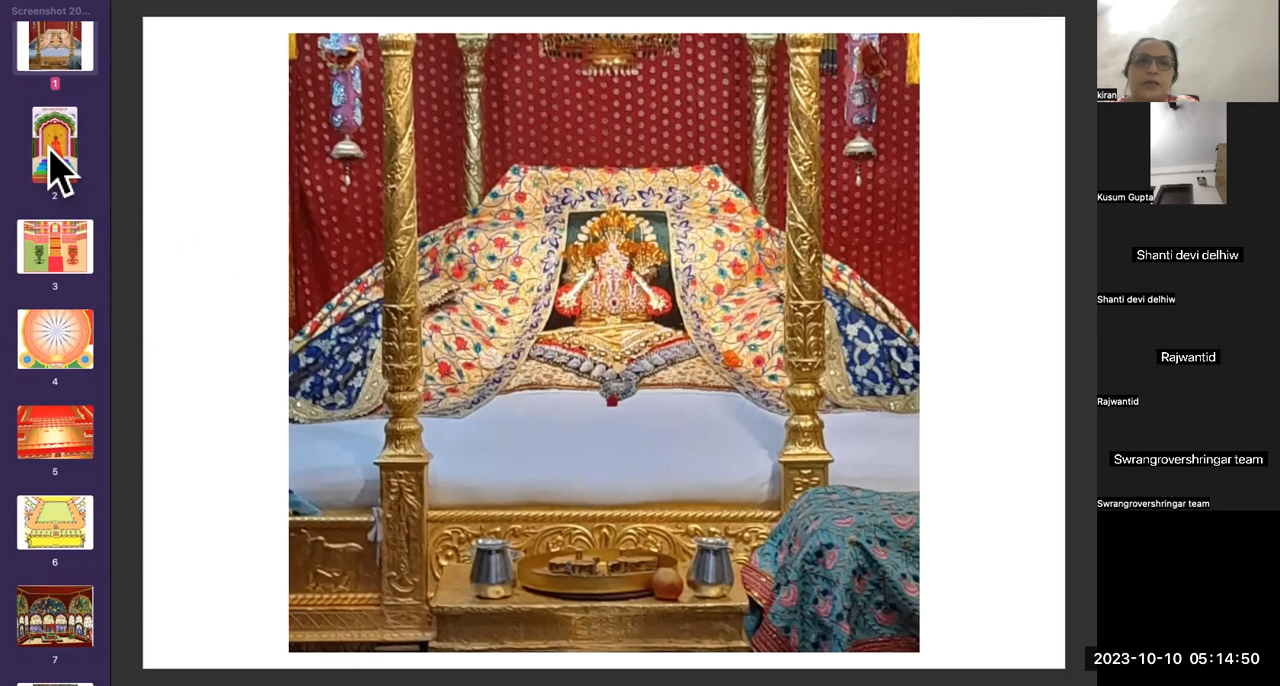 Screenshot 20...
1
2
3
4
5
6
7
kiran
Kusum Gupta
Shanti devi delhiw
Shanti devi delhiw
Rajwantid
Rajwantid
Swrangrovershringar team
Swrangrovershringar team
2023-10-10 05:14:50